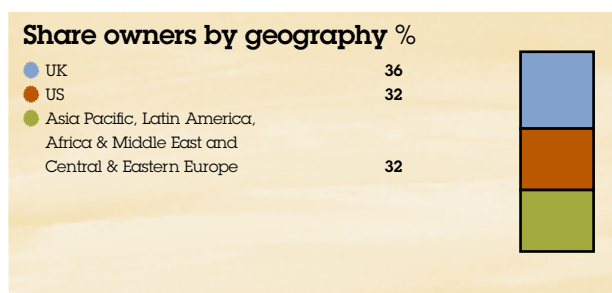 Share owners by geography %
UK 36
US 32
Asia Pacific, Latin America,
Africa & Middle East and
Central & Eastern Europe 32